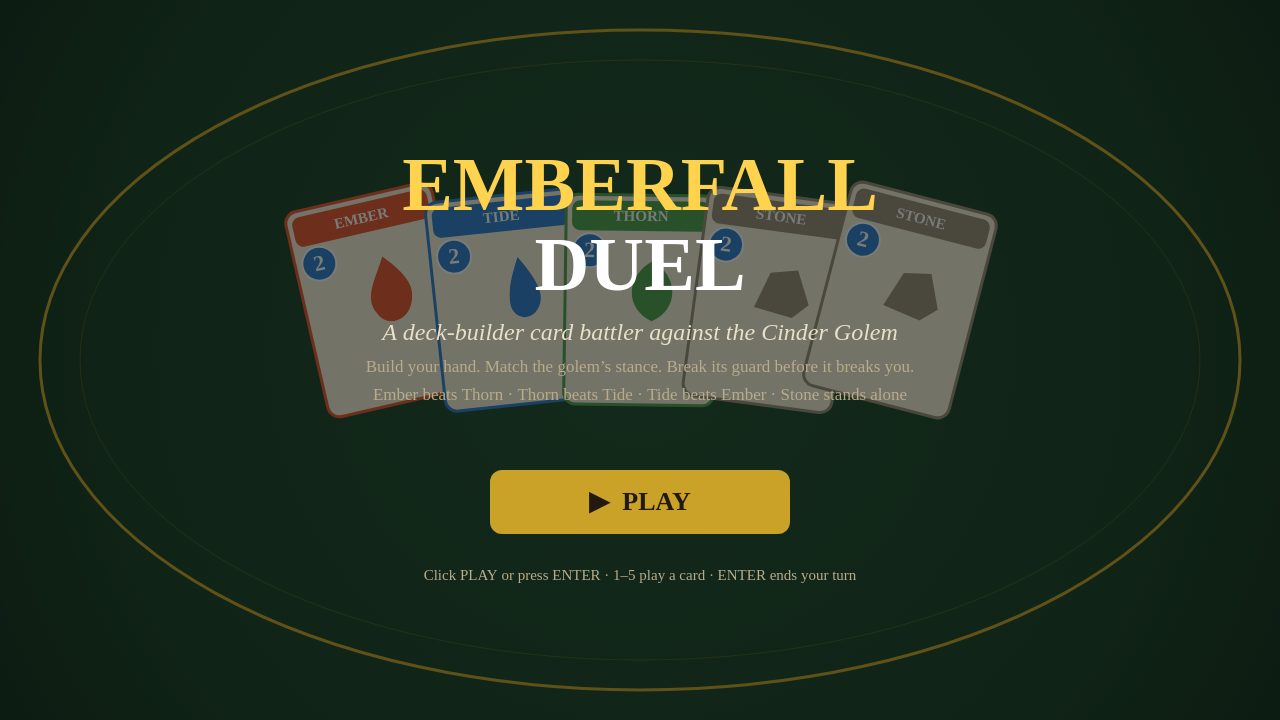 EMBERFALL
DUEL
EMBER
TIDE
THORN
STONE
STONE
2
2
2
2
2
A deck-builder card battler against the Cinder Golem
Build your hand. Match the golem’s stance. Break its guard before it breaks you.
Ember beats Thorn · Thorn beats Tide · Tide beats Ember · Stone stands alone
▶ PLAY
Click PLAY or press ENTER · 1–5 play a card · ENTER ends your turn